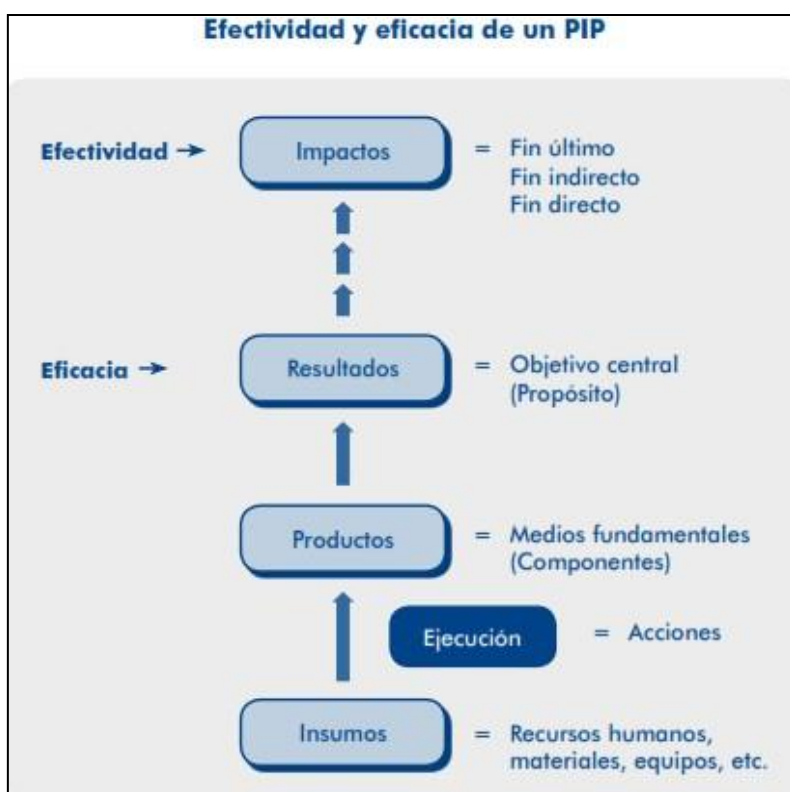 Efectividad y eficacia de un PIP
Efectividad → Impactos = Fin último
Fin indirecto
Fin directo
Eficacia → Resultados = Objetivo central
(Propósito)
Productos = Medios fundamentales
(Componentes)
Ejecución = Acciones
Insumos = Recursos humanos,
materiales, equipos, etc.